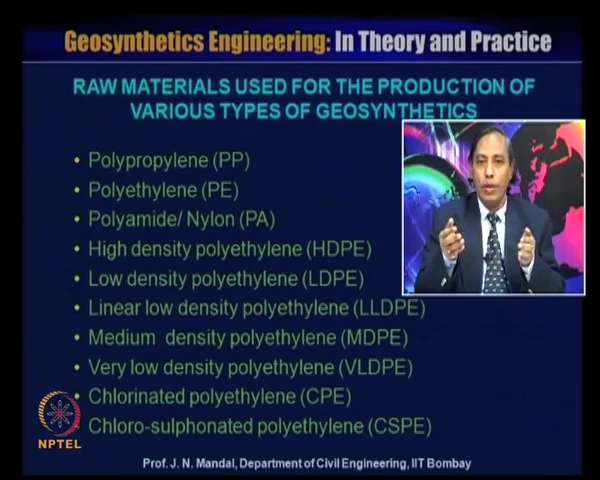 Geosynthetics Engineering: In Theory and Practice
RAW MATERIALS USED FOR THE PRODUCTION OF
VARIOUS TYPES OF GEOSYNTHETICS
• Polypropylene (PP)
• Polyethylene (PE)
• Polyamide/ Nylon (PA)
• High density polyethylene (HDPE)
• Low density polyethylene (LDPE)
• Linear low density polyethylene (LLDPE)
• Medium density polyethylene (MDPE)
• Very low density polyethylene (VLDPE)
• Chlorinated polyethylene (CPE)
Chloro-sulphonated polyethylene (CSPE)
NPTEL
Prof. J. N. Mandal, Department of Civil Engineering, IIT Bombay